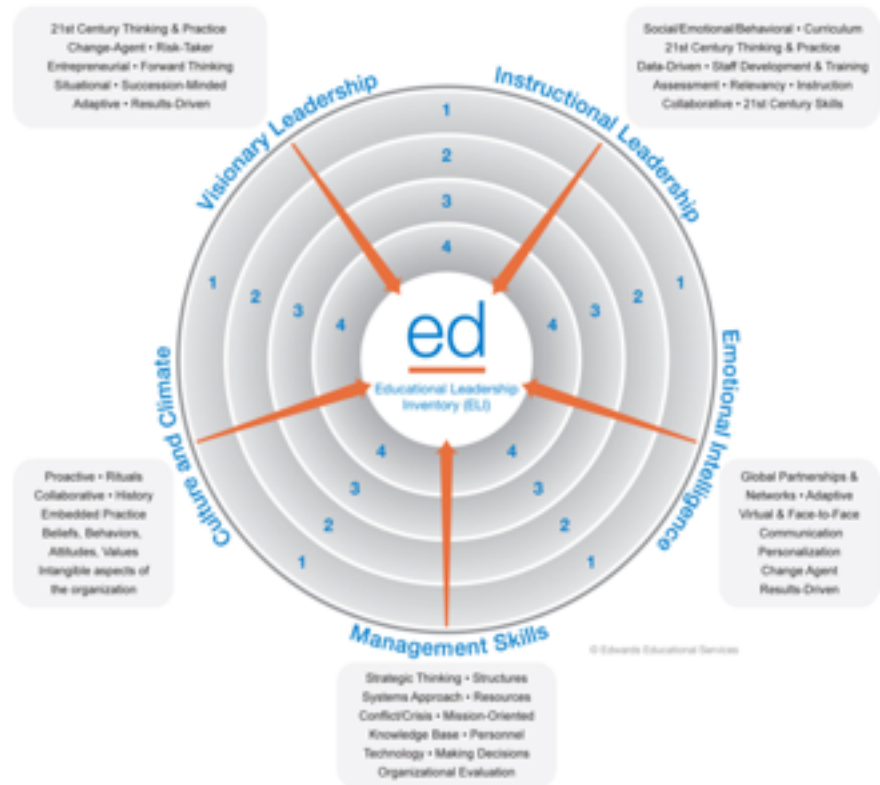 21st Century Thinking & Practice
Change-Agent • Risk-Taker
Entrepreneurial • Forward Thinking
Situational • Succession-Minded
Adaptive • Results-Driven
Social/Emotional/Behavioral • Curriculum
21st Century Thinking & Practice
Data-Driven • Staff Development & Training
Assessment • Relevancy • Instruction
Collaborative • 21st Century Skills
Visionary Leadership
Instructional Leadership
1
2
3
4
1 2 3 4
4 3 2 1
ed
Educational Leadership
Inventory (ELI)
Culture and Climate
Emotional Intelligence
4
3
2
1
4
3
2
1
Proactive • Rituals
Collaborative • History
Embedded Practice
Beliefs, Behaviors,
Attitudes, Values
Intangible aspects of
the organization
Global Partnerships &
Networks • Adaptive
Virtual & Face-to-Face
Communication
Personalization
Change Agent
Results-Driven
Management Skills
© Edwards Educational Services
Strategic Thinking • Structures
Systems Approach • Resources
Conflict/Crisis • Mission-Oriented
Knowledge Base • Personnel
Technology • Making Decisions
Organizational Evaluation